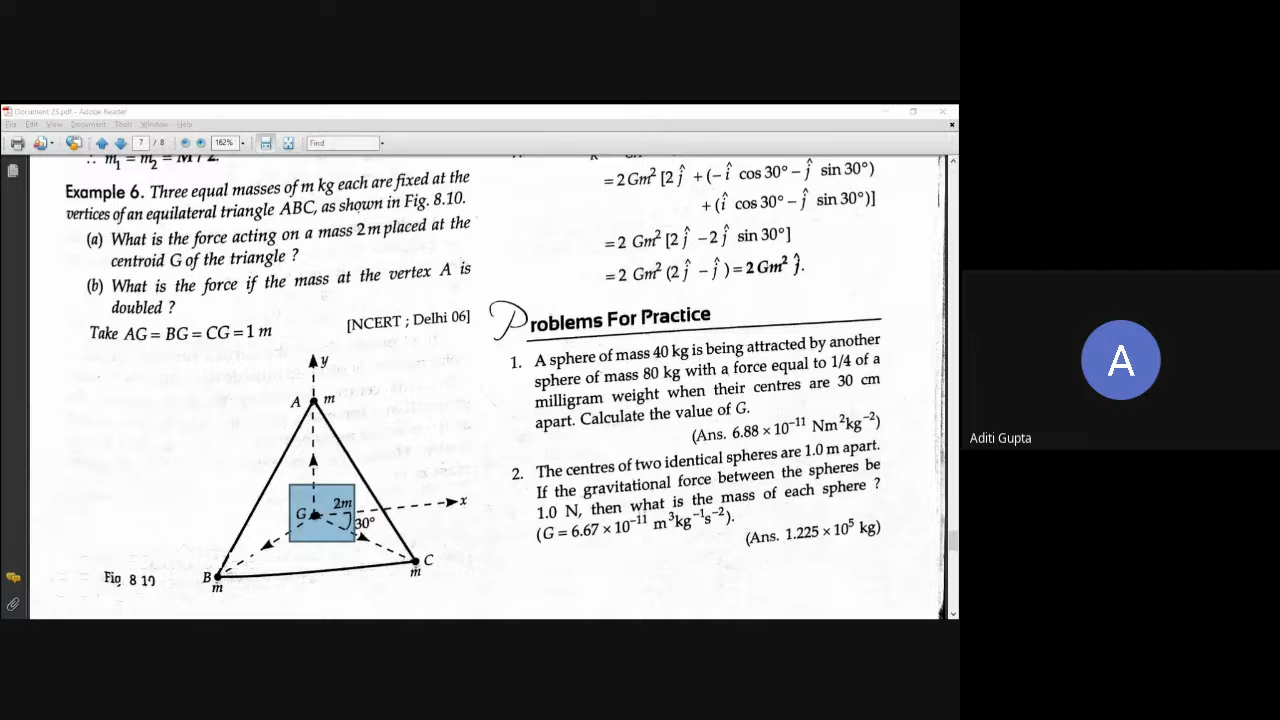 Document 23.pdf - Adobe Reader
File Edit View Document Tools Window Help
7 / 8 162% Find
∴ m₁ = m₂ = M / 2.
Example 6. Three equal masses of m kg each are fixed at the
vertices of an equilateral triangle ABC, as shown in Fig. 8.10.
(a) What is the force acting on a mass 2m placed at the
centroid G of the triangle ?
(b) What is the force if the mass at the vertex A is
doubled ?
Take AG = BG = CG = 1 m
[NCERT ; Delhi 06]
y
A m
2m
G
x
30°
B
m
C
m
Fig 8 10
= 2 Gm² [2 ĵ + (– î cos 30° – ĵ sin 30°)
+ (î cos 30° – ĵ sin 30°)]
= 2 Gm² [2 ĵ – 2 ĵ sin 30°]
= 2 Gm² (2 ĵ – ĵ) = 2 Gm² ĵ.
Problems For Practice
1. A sphere of mass 40 kg is being attracted by another
sphere of mass 80 kg with a force equal to 1/4 of a
milligram weight when their centres are 30 cm
apart. Calculate the value of G.
(Ans. 6.88 × 10⁻¹¹ Nm²kg⁻²)
2. The centres of two identical spheres are 1.0 m apart.
If the gravitational force between the spheres be
1.0 N, then what is the mass of each sphere ?
(G = 6.67 × 10⁻¹¹ m³kg⁻¹s⁻²).
(Ans. 1.225 × 10⁵ kg)
A
Aditi Gupta